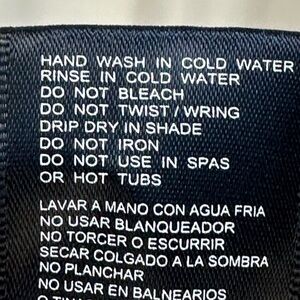 HAND WASH IN COLD WATER
RINSE IN COLD WATER
DO NOT BLEACH
DO NOT TWIST/WRING
DRIP DRY IN SHADE
DO NOT IRON
DO NOT USE IN SPAS
OR HOT TUBS
LAVAR A MANO CON AGUA FRIA
NO USAR BLANQUEADOR
NO TORCER O ESCURRIR
SECAR COLGADO A LA SOMBRA
NO PLANCHAR
NO USAR EN BALNEARIOS